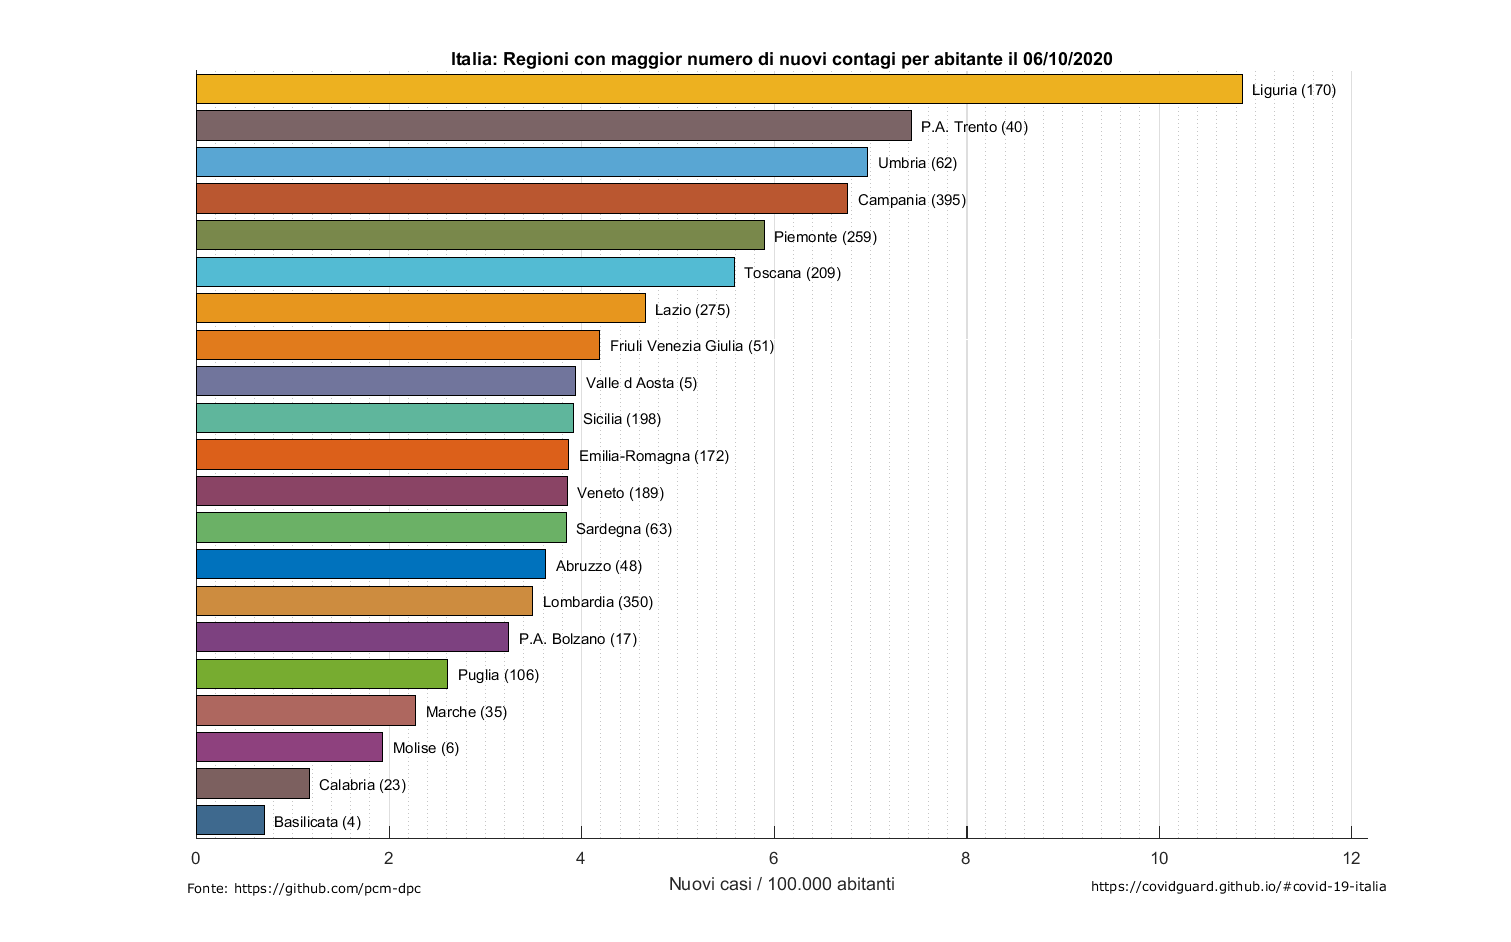 Italia: Regioni con maggior numero di nuovi contagi per abitante il 06/10/2020
Liguria (170)
P.A. Trento (40)
Umbria (62)
Campania (395)
Piemonte (259)
Toscana (209)
Lazio (275)
Friuli Venezia Giulia (51)
Valle d Aosta (5)
Sicilia (198)
Emilia-Romagna (172)
Veneto (189)
Sardegna (63)
Abruzzo (48)
Lombardia (350)
P.A. Bolzano (17)
Puglia (106)
Marche (35)
Molise (6)
Calabria (23)
Basilicata (4)
0 2 4 6 8 10 12
Nuovi casi / 100.000 abitanti
Fonte: https://github.com/pcm-dpc
https://covidguard.github.io/#covid-19-italia